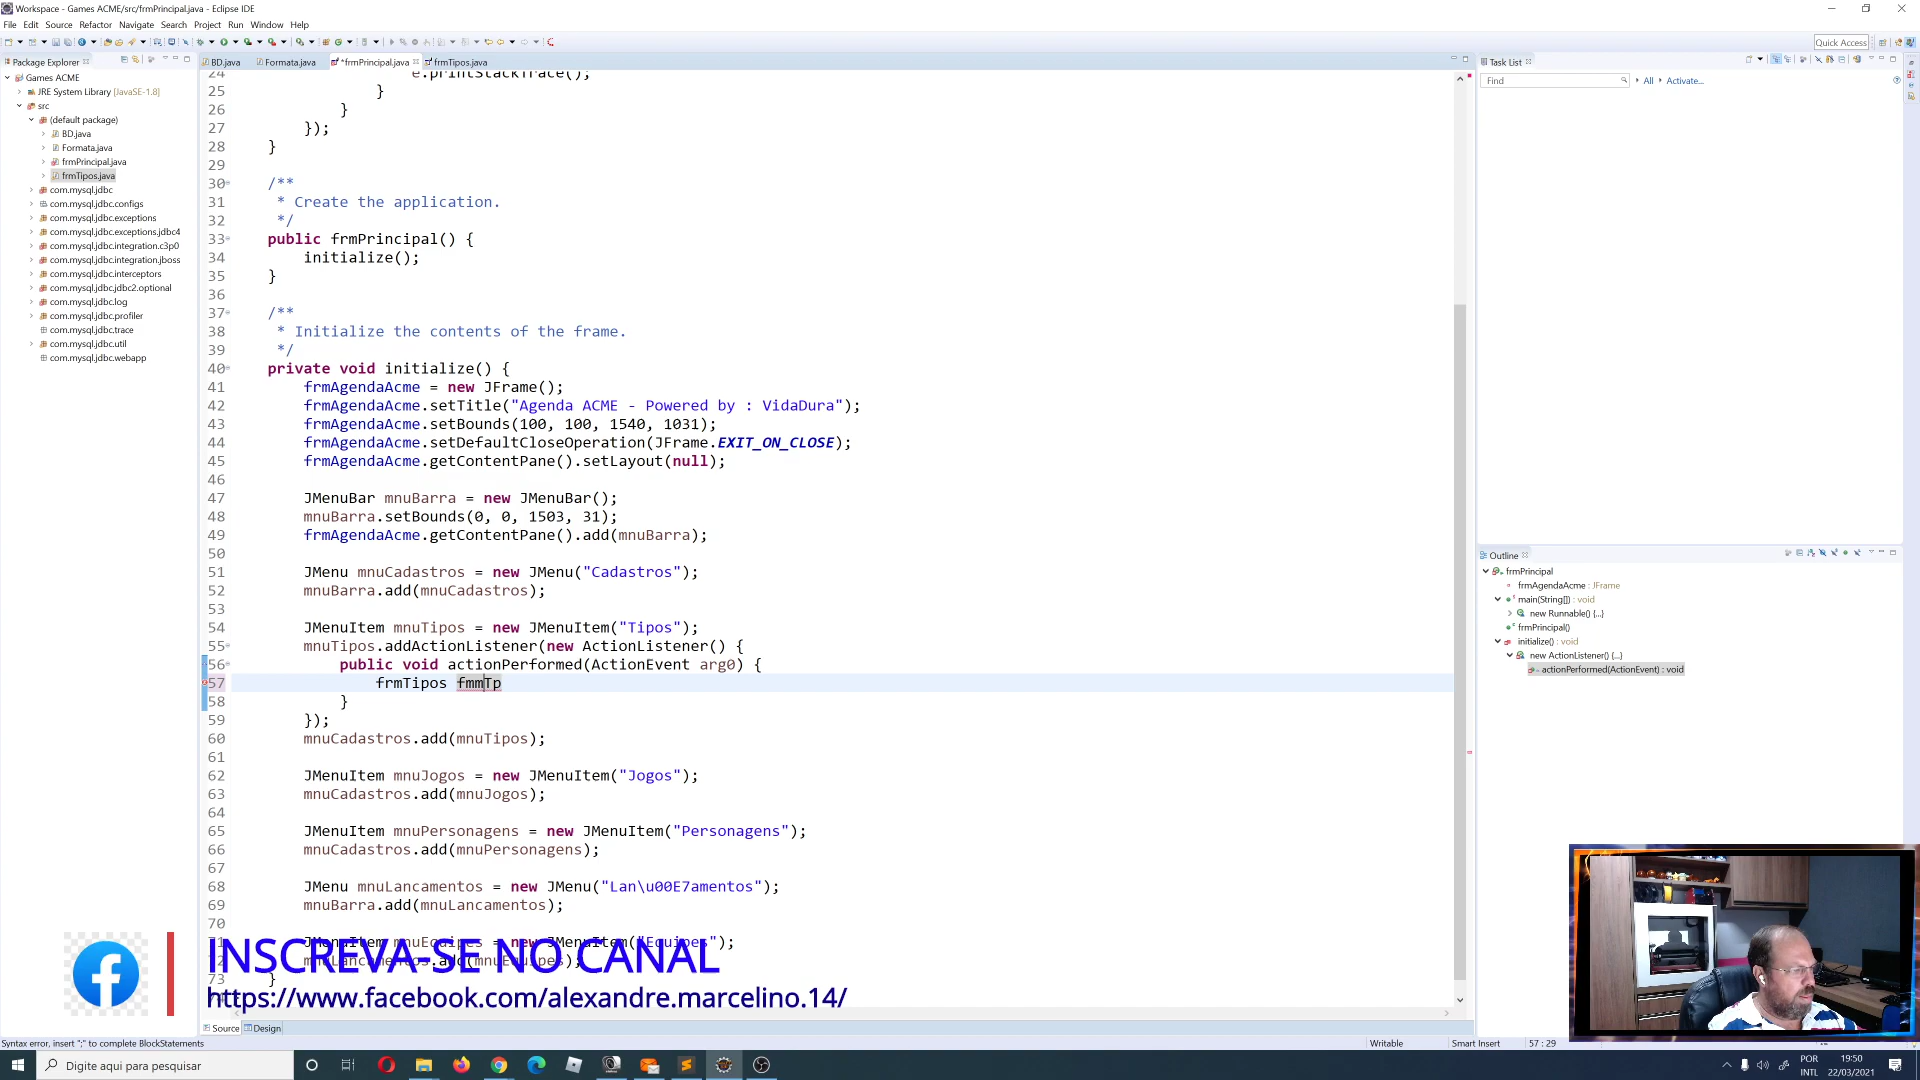 Workspace - Games ACME/src/frmPrincipal.java - Eclipse IDE
File Edit Source Refactor Navigate Search Project Run Window Help
Quick Access
Package Explorer
BD.java Formata.java *frmPrincipal.java frmTipos.java
Task List
Find All Activate...
Games ACME
JRE System Library [JavaSE-1.8]
src
(default package)
BD.java
Formata.java
frmPrincipal.java
frmTipos.java
com.mysql.jdbc
com.mysql.jdbc.configs
com.mysql.jdbc.exceptions
com.mysql.jdbc.exceptions.jdbc4
com.mysql.jdbc.integration.c3p0
com.mysql.jdbc.integration.jboss
com.mysql.jdbc.interceptors
com.mysql.jdbc.jdbc2.optional
com.mysql.jdbc.log
com.mysql.jdbc.profiler
com.mysql.jdbc.trace
com.mysql.jdbc.util
com.mysql.jdbc.webapp
24 e.printStackTrace();
25 }
26 }
27 });
28 }
29
30 /**
31 * Create the application.
32 */
33 public frmPrincipal() {
34 initialize();
35 }
36
37 /**
38 * Initialize the contents of the frame.
39 */
40 private void initialize() {
41 frmAgendaAcme = new JFrame();
42 frmAgendaAcme.setTitle("Agenda ACME - Powered by : VidaDura");
43 frmAgendaAcme.setBounds(100, 100, 1540, 1031);
44 frmAgendaAcme.setDefaultCloseOperation(JFrame.EXIT_ON_CLOSE);
45 frmAgendaAcme.getContentPane().setLayout(null);
46
47 JMenuBar mnuBarra = new JMenuBar();
48 mnuBarra.setBounds(0, 0, 1503, 31);
49 frmAgendaAcme.getContentPane().add(mnuBarra);
50
51 JMenu mnuCadastros = new JMenu("Cadastros");
52 mnuBarra.add(mnuCadastros);
53
54 JMenuItem mnuTipos = new JMenuItem("Tipos");
55 mnuTipos.addActionListener(new ActionListener() {
56 public void actionPerformed(ActionEvent arg0) {
57 frmTipos fmmTp
58 }
59 });
60 mnuCadastros.add(mnuTipos);
61
62 JMenuItem mnuJogos = new JMenuItem("Jogos");
63 mnuCadastros.add(mnuJogos);
64
65 JMenuItem mnuPersonagens = new JMenuItem("Personagens");
66 mnuCadastros.add(mnuPersonagens);
67
68 JMenu mnuLancamentos = new JMenu("Lan\u00E7amentos");
69 mnuBarra.add(mnuLancamentos);
70
JMenuItem mnuEquipes = new JMenuItem("Equipes");
mnuLancamentos.add(mnuEquipes);
73 }
INSCREVA-SE NO CANAL
https://www.facebook.com/alexandre.marcelino.14/
Outline
frmPrincipal
frmAgendaAcme : JFrame
main(String[]) : void
new Runnable() {...}
frmPrincipal()
initialize() : void
new ActionListener() {...}
actionPerformed(ActionEvent) : void
Source Design
Syntax error, insert ";" to complete BlockStatements
Writable Smart Insert 57 : 29
Digite aqui para pesquisar
POR
INTL
19:50
22/03/2021